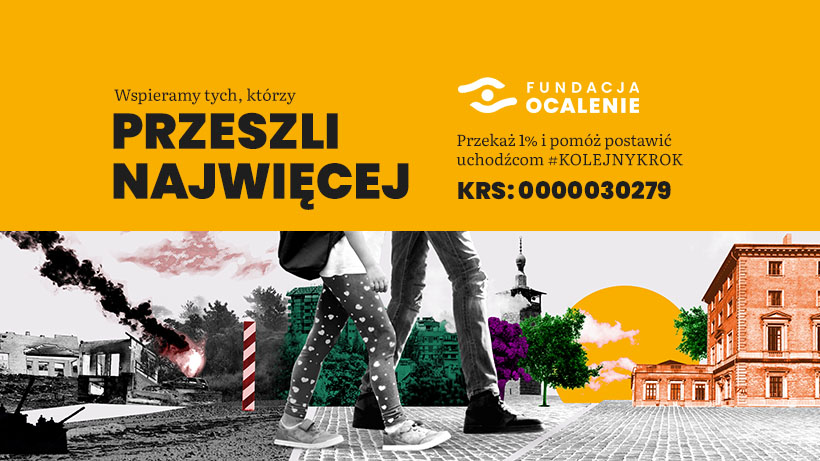 Wspieramy tych, którzy
PRZESZLI
NAJWIĘCEJ
FUNDACJA
OCALENIE
Przekaż 1% i pomóż postawić
uchodźcom #KOLEJNYKROK
KRS: 0000030279